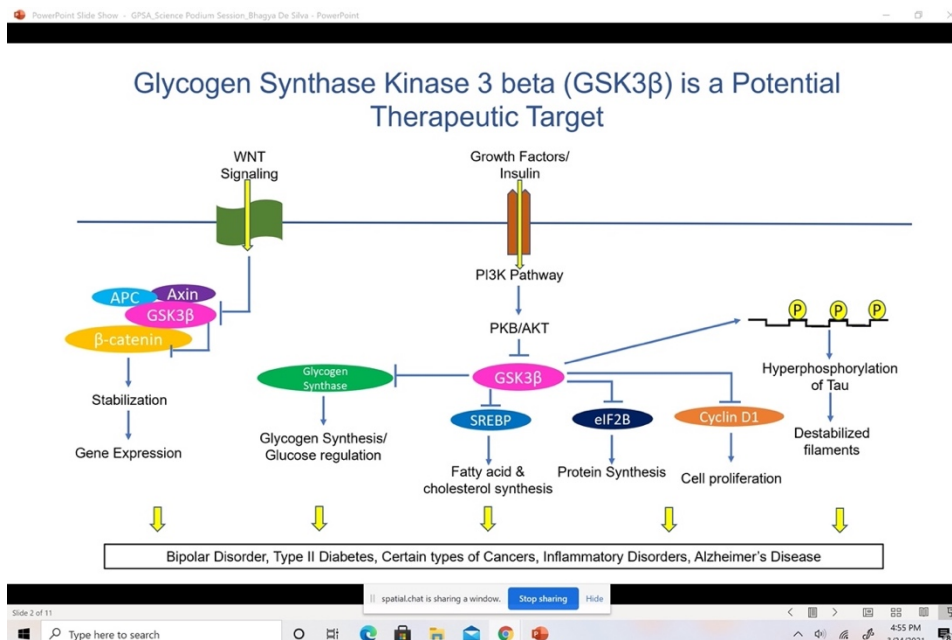 PowerPoint Slide Show - GPSA_Science Podium Session_Bhagya De Silva - PowerPoint
Glycogen Synthase Kinase 3 beta (GSK3β) is a Potential
Therapeutic Target
WNT
Signaling
Growth Factors/
Insulin
PI3K Pathway
APC
Axin
GSK3β
β-catenin
PKB/AKT
P
P
P
Stabilization
Gene Expression
Glycogen
Synthase
GSK3β
Hyperphosphorylation
of Tau
SREBP
eIF2B
Cyclin D1
Glycogen Synthesis/
Glucose regulation
Destabilized
filaments
Fatty acid &
cholesterol synthesis
Protein Synthesis
Cell proliferation
Bipolar Disorder, Type II Diabetes, Certain types of Cancers, Inflammatory Disorders, Alzheimer's Disease
spatial.chat is sharing a window.
Stop sharing
Hide
Slide 2 of 11
Type here to search
4:55 PM